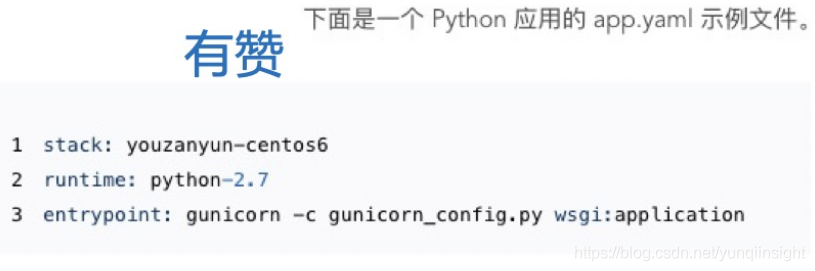 下面是一个 Python 应用的 app.yaml 示例文件。
有赞
1 stack: youzanyun-centos6
2 runtime: python-2.7
3 entrypoint: gunicorn -c gunicorn_config.py wsgi:application
https://blog.csdn.net/yunqiinsight